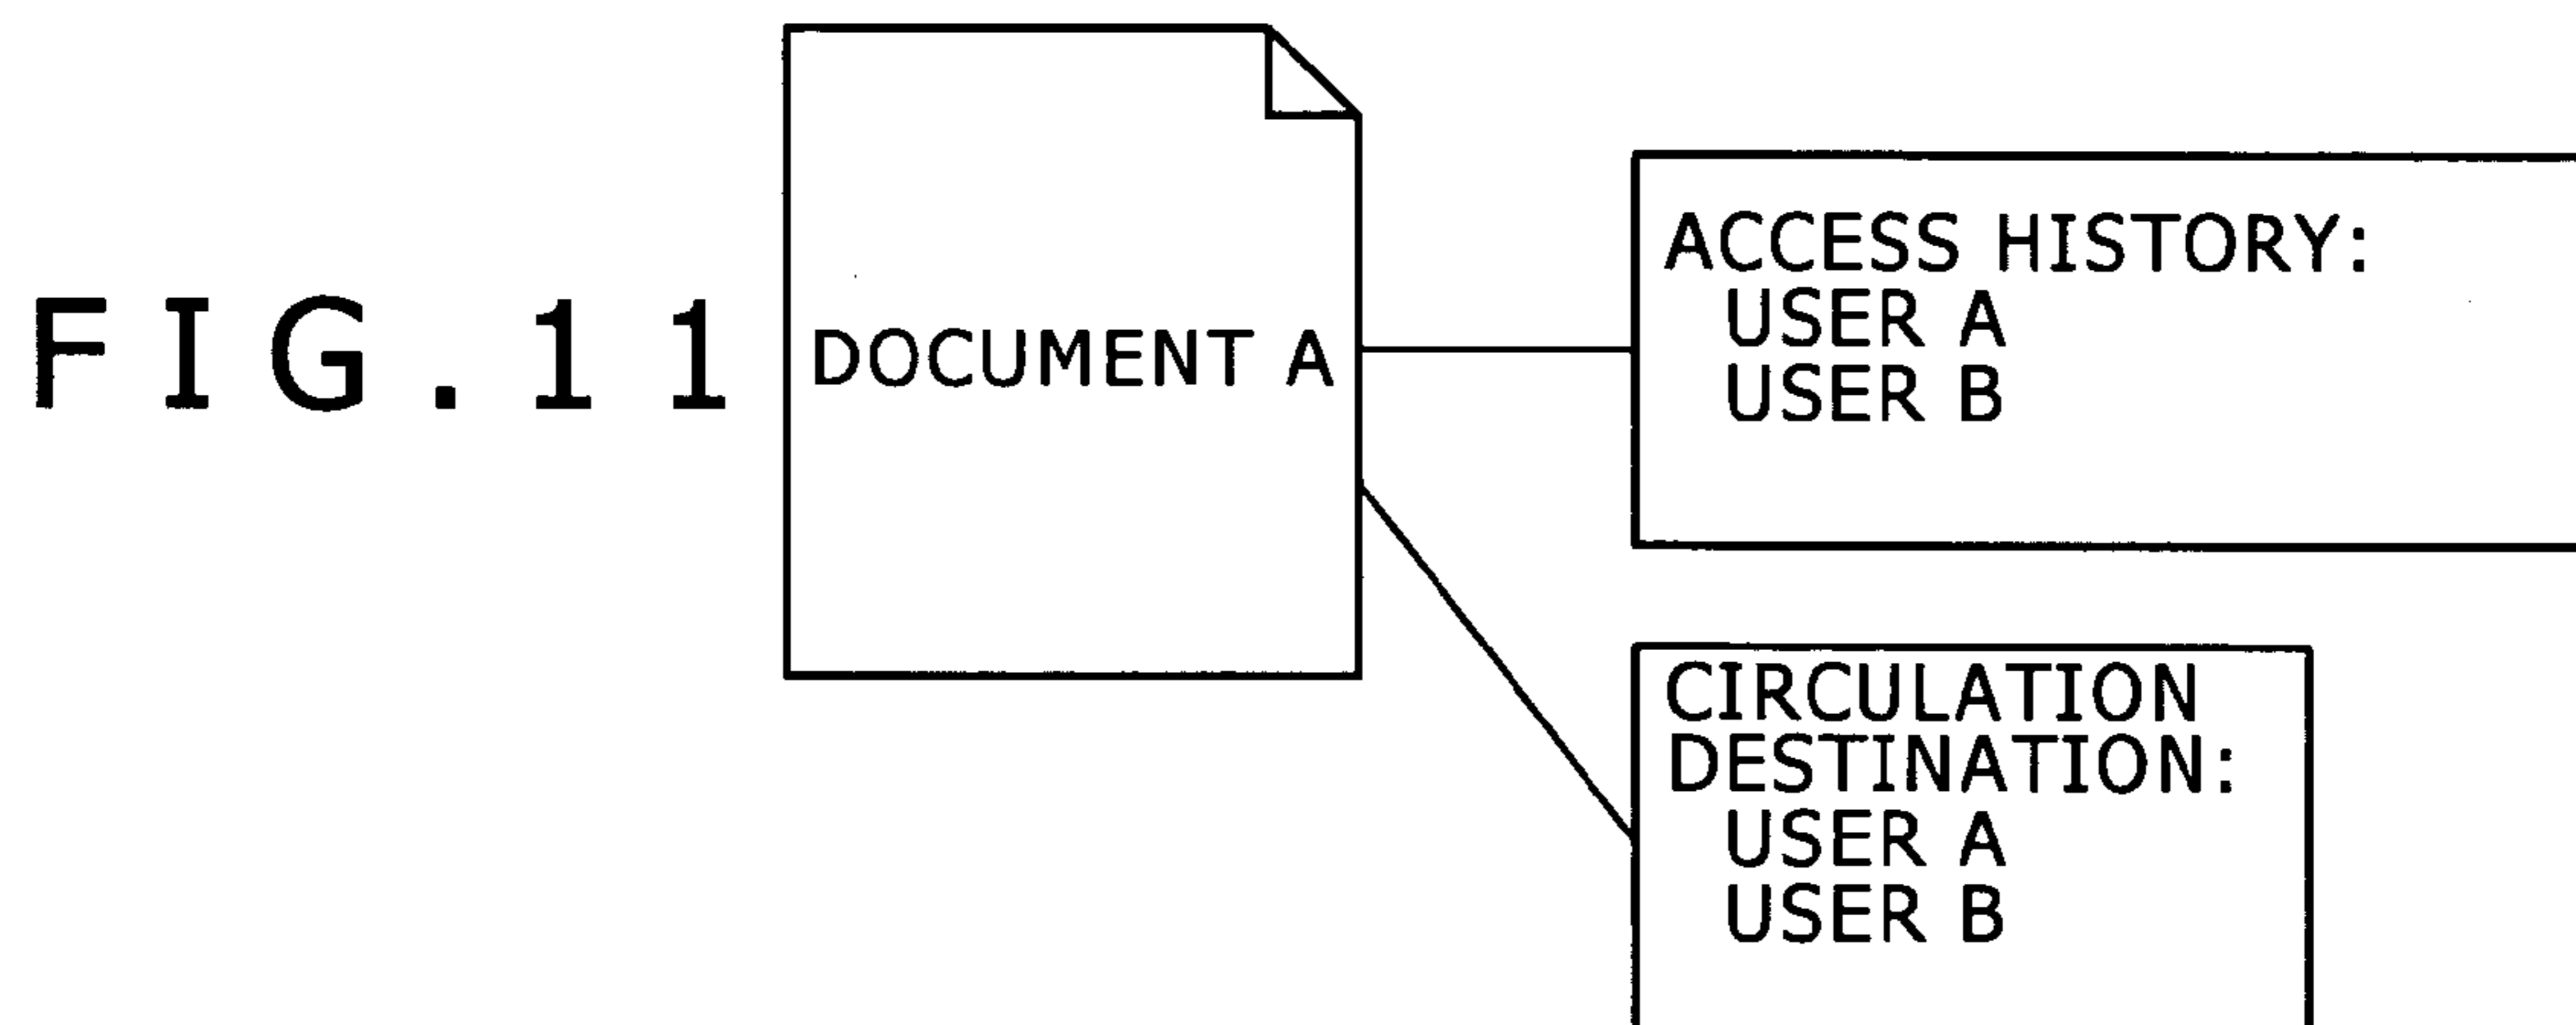 FIG.11
DOCUMENT A
ACCESS HISTORY:
USER A
USER B
CIRCULATION
DESTINATION:
USER A
USER B